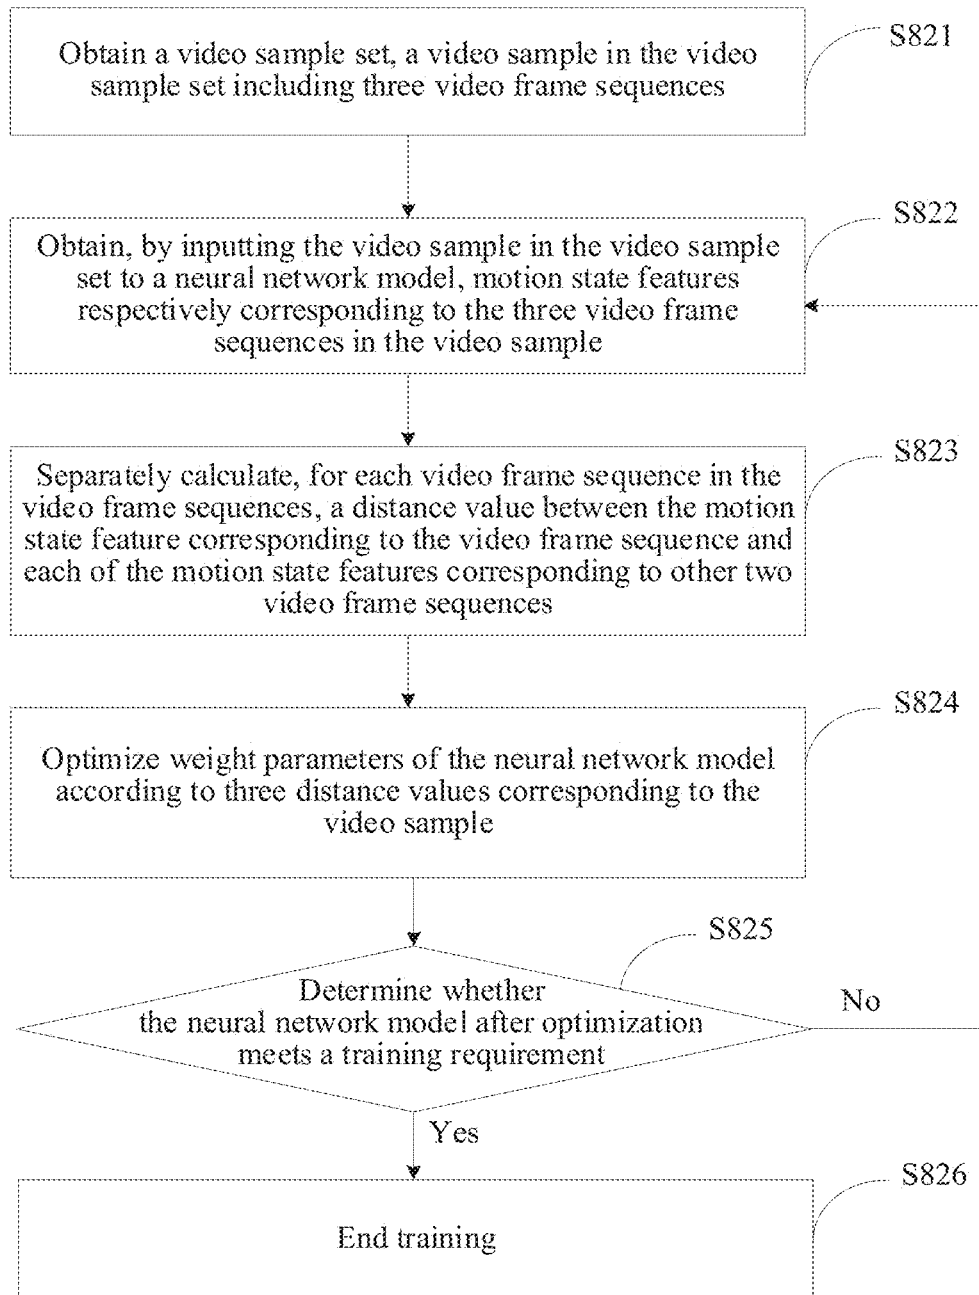 S821
Obtain a video sample set, a video sample in the video
sample set including three video frame sequences
S822
Obtain, by inputting the video sample in the video sample
set to a neural network model, motion state features
respectively corresponding to the three video frame
sequences in the video sample
S823
Separately calculate, for each video frame sequence in the
video frame sequences, a distance value between the motion
state feature corresponding to the video frame sequence and
each of the motion state features corresponding to other two
video frame sequences
S824
Optimize weight parameters of the neural network model
according to three distance values corresponding to the
video sample
S825
Determine whether
the neural network model after optimization
meets a training requirement
No
Yes
S826
End training